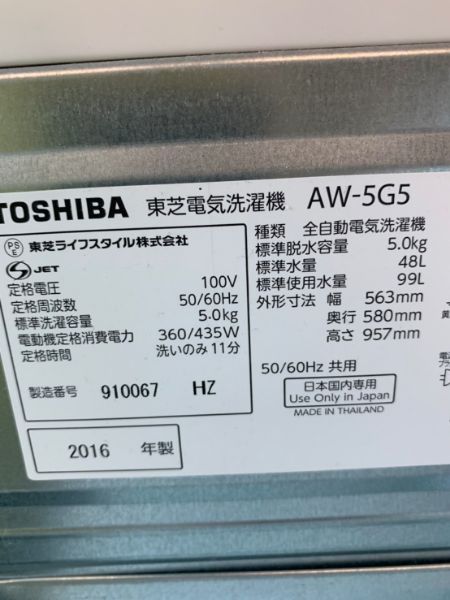 TOSHIBA 東芝電気洗濯機 AW-5G5
PS
E
東芝ライフスタイル株式会社
S JET
定格電圧 100V
定格周波数 50/60Hz
標準洗濯容量 5.0kg
電動機定格消費電力 360/435W
定格時間 洗いのみ11分
製造番号 910067 HZ
2016 年製
種類 全自動電気洗濯機
標準脱水容量 5.0kg
標準水量 48L
標準使用水量 99L
外形寸法 幅 563mm
奥行 580mm
高さ 957mm
50/60Hz 共用
日本国内専用
Use Only in Japan
MADE IN THAILAND